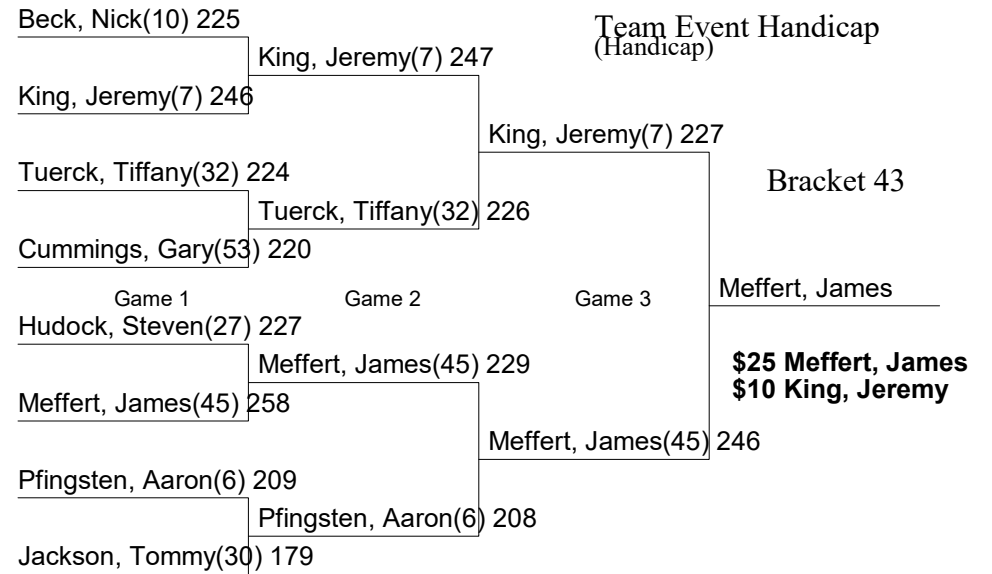 Beck, Nick(10) 225
Team Event Handicap
(Handicap)
King, Jeremy(7) 247
King, Jeremy(7) 246
King, Jeremy(7) 227
Tuerck, Tiffany(32) 224
Bracket 43
Tuerck, Tiffany(32) 226
Cummings, Gary(53) 220
Game 1
Game 2
Game 3
Meffert, James
Hudock, Steven(27) 227
Meffert, James(45) 229
$25 Meffert, James
$10 King, Jeremy
Meffert, James(45) 258
Meffert, James(45) 246
Pfingsten, Aaron(6) 209
Pfingsten, Aaron(6) 208
Jackson, Tommy(30) 179